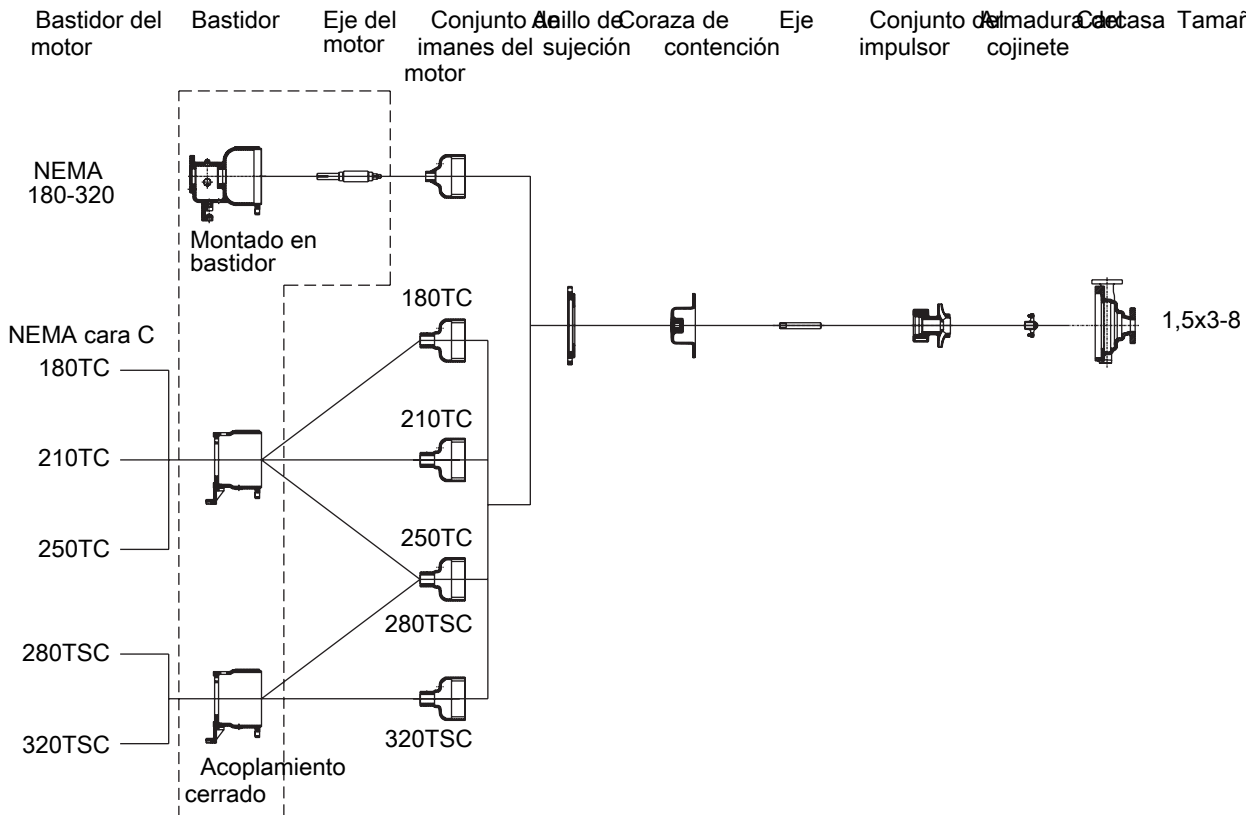 Bastidor del
motor
Bastidor
Eje del
motor
Conjunto de
imanes del
motor
Anillo de
sujeción
Coraza de
contención
Eje
Conjunto del
impulsor
Armadura del
cojinete
Carcasa
Tamañ
NEMA
180-320
Montado en
bastidor
180TC
1,5x3-8
NEMA cara C
180TC
210TC
210TC
250TC
250TC
280TSC
280TSC
320TSC
320TSC
Acoplamiento
cerrado